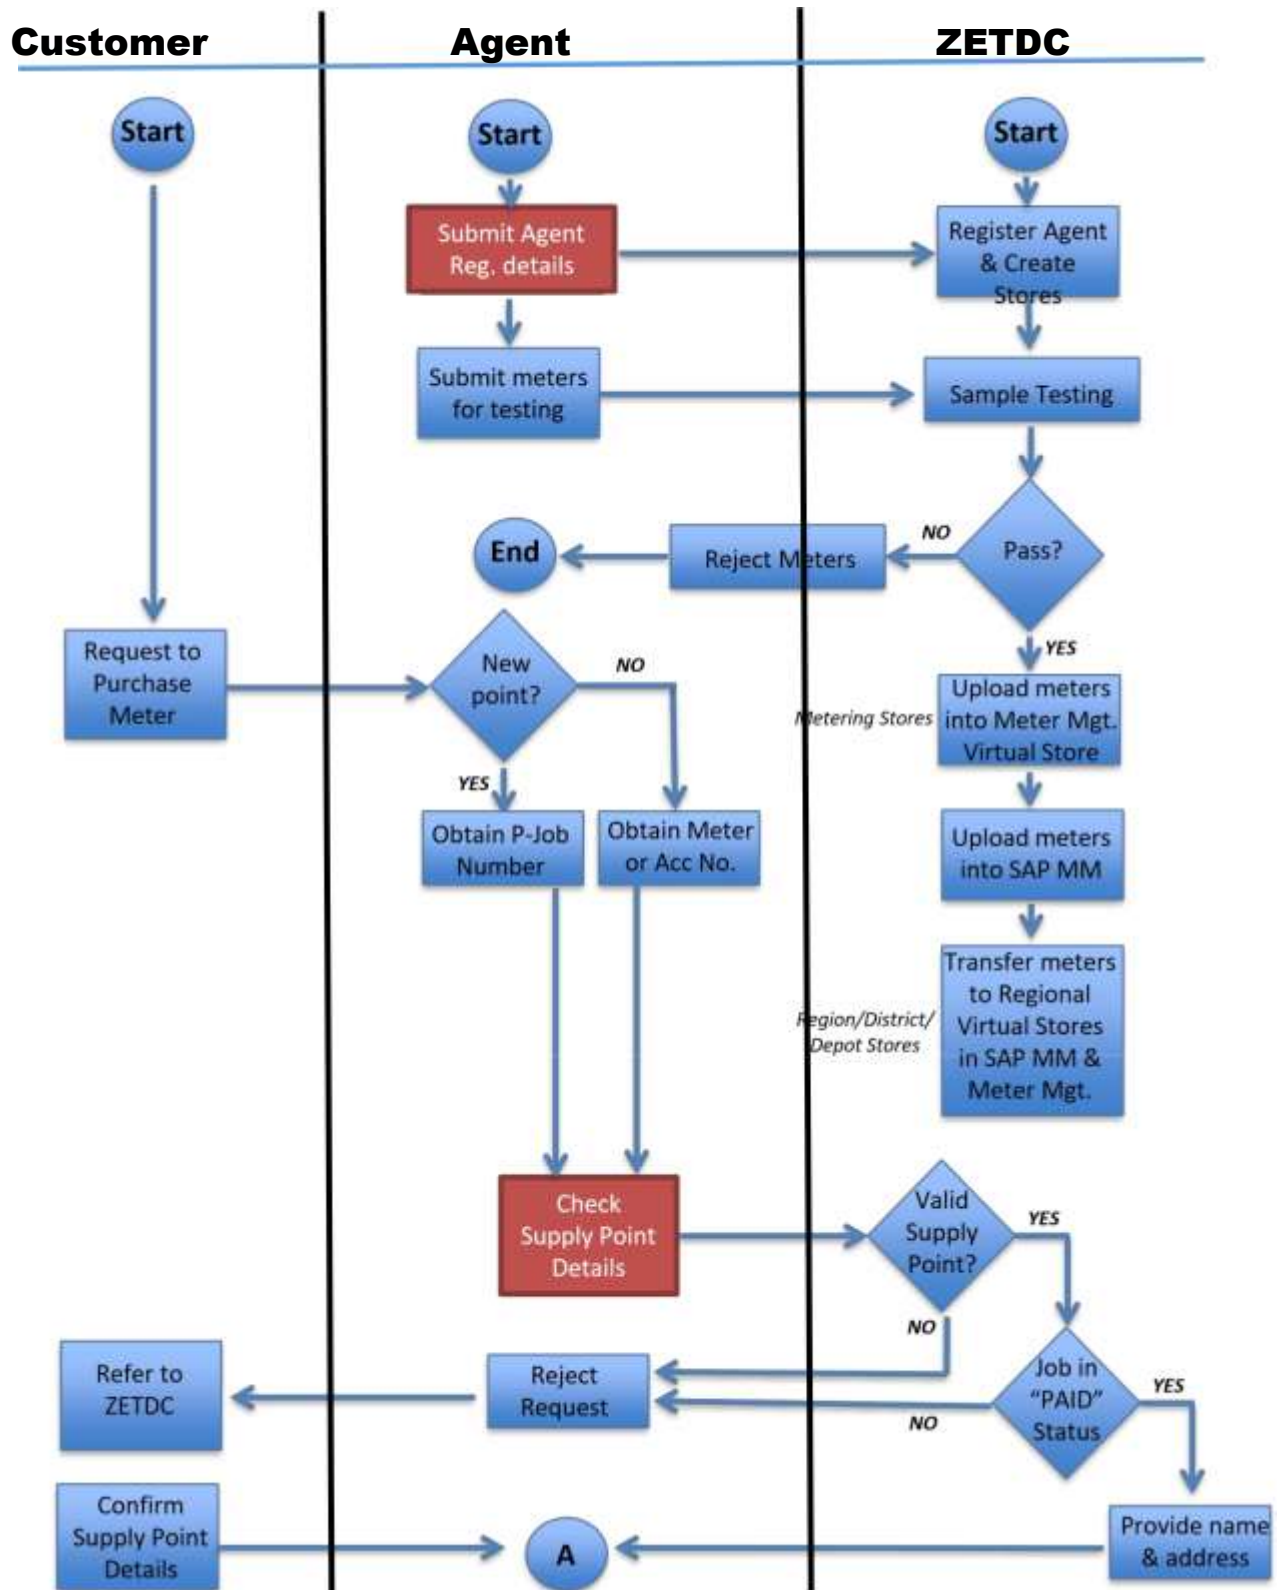 Customer
Agent
ZETDC
Start
Start
Start
Submit Agent
Reg. details
Register Agent
& Create
Stores
Submit meters
for testing
Sample Testing
Pass?
NO
Reject Meters
End
YES
Request to
Purchase
Meter
New
point?
NO
YES
Metering Stores
Upload meters
into Meter Mgt.
Virtual Store
Obtain P-Job
Number
Obtain Meter
or Acc No.
Upload meters
into SAP MM
Region/District/
Depot Stores
Transfer meters
to Regional
Virtual Stores
in SAP MM &
Meter Mgt.
Check
Supply Point
Details
Valid
Supply
Point?
YES
NO
Refer to
ZETDC
Reject
Request
NO
Job in
“PAID”
Status
YES
Confirm
Supply Point
Details
A
Provide name
& address